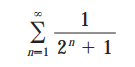 ∞
∑ 1 / (2ⁿ + 1)
n=1